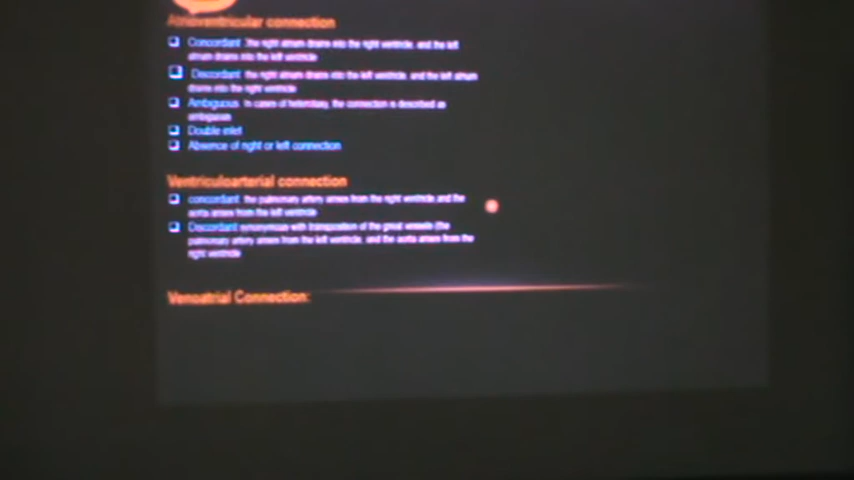 Atrioventricular connection
Concordant :the right atrium drains into the right ventricle, and the left
atrium drains into the left ventricle
Discordant: the right atrium drains into the left ventricle, and the left atrium
drains into the right ventricle
Ambiguous: In cases of heterotaxy, the connection is described as
ambiguous
Double inlet
Absence of right or left connection
Ventriculoarterial connection
concordant: the pulmonary artery arises from the right ventricle and the
aorta arises from the left ventricle
Discordant synonymous with transposition of the great vessels (the
pulmonary artery arises from the left ventricle, and the aorta arises from the
right ventricle
Venoatrial Connection: